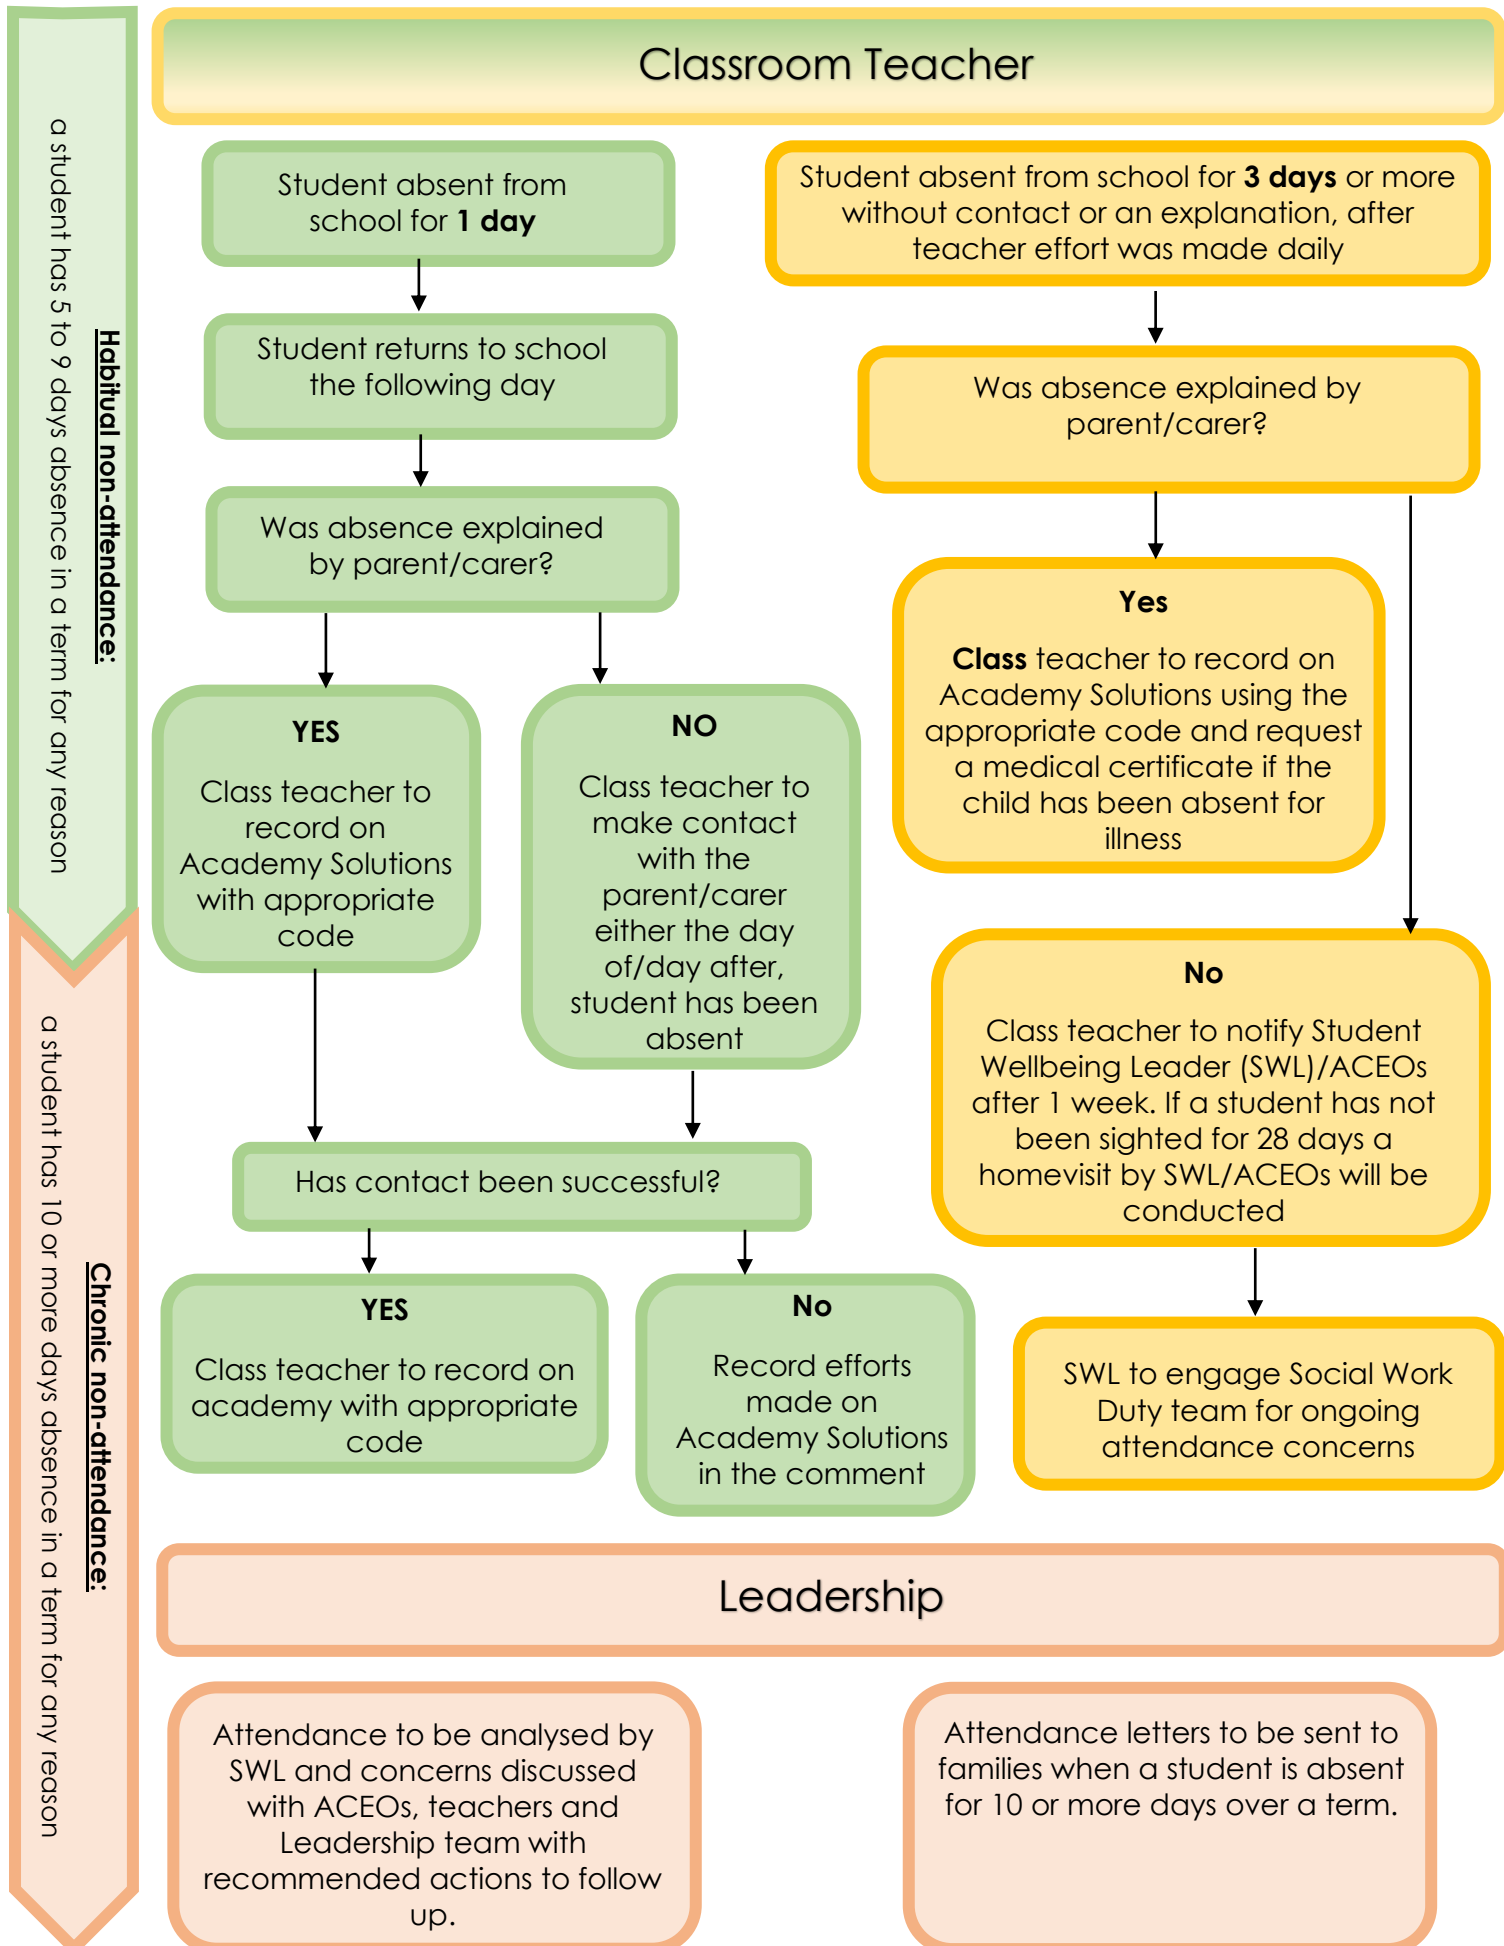 Classroom Teacher
Habitual non-attendance:
a student has 5 to 9 days absence in a term for any reason
Student absent from
school for 1 day
Student returns to school
the following day
Was absence explained
by parent/carer?
YES
Class teacher to
record on
Academy Solutions
with appropriate
code
NO
Class teacher to
make contact
with the
parent/carer
either the day
of/day after,
student has been
absent
Has contact been successful?
YES
Class teacher to record on
academy with appropriate
code
No
Record efforts
made on
Academy Solutions
in the comment
Student absent from school for 3 days or more
without contact or an explanation, after
teacher effort was made daily
Was absence explained by
parent/carer?
Yes
Class teacher to record on
Academy Solutions using the
appropriate code and request
a medical certificate if the
child has been absent for
illness
No
Class teacher to notify Student
Wellbeing Leader (SWL)/ACEOs
after 1 week. If a student has not
been sighted for 28 days a
homevisit by SWL/ACEOs will be
conducted
SWL to engage Social Work
Duty team for ongoing
attendance concerns
Chronic non-attendance:
a student has 10 or more days absence in a term for any reason
Leadership
Attendance to be analysed by
SWL and concerns discussed
with ACEOs, teachers and
Leadership team with
recommended actions to follow
up.
Attendance letters to be sent to
families when a student is absent
for 10 or more days over a term.